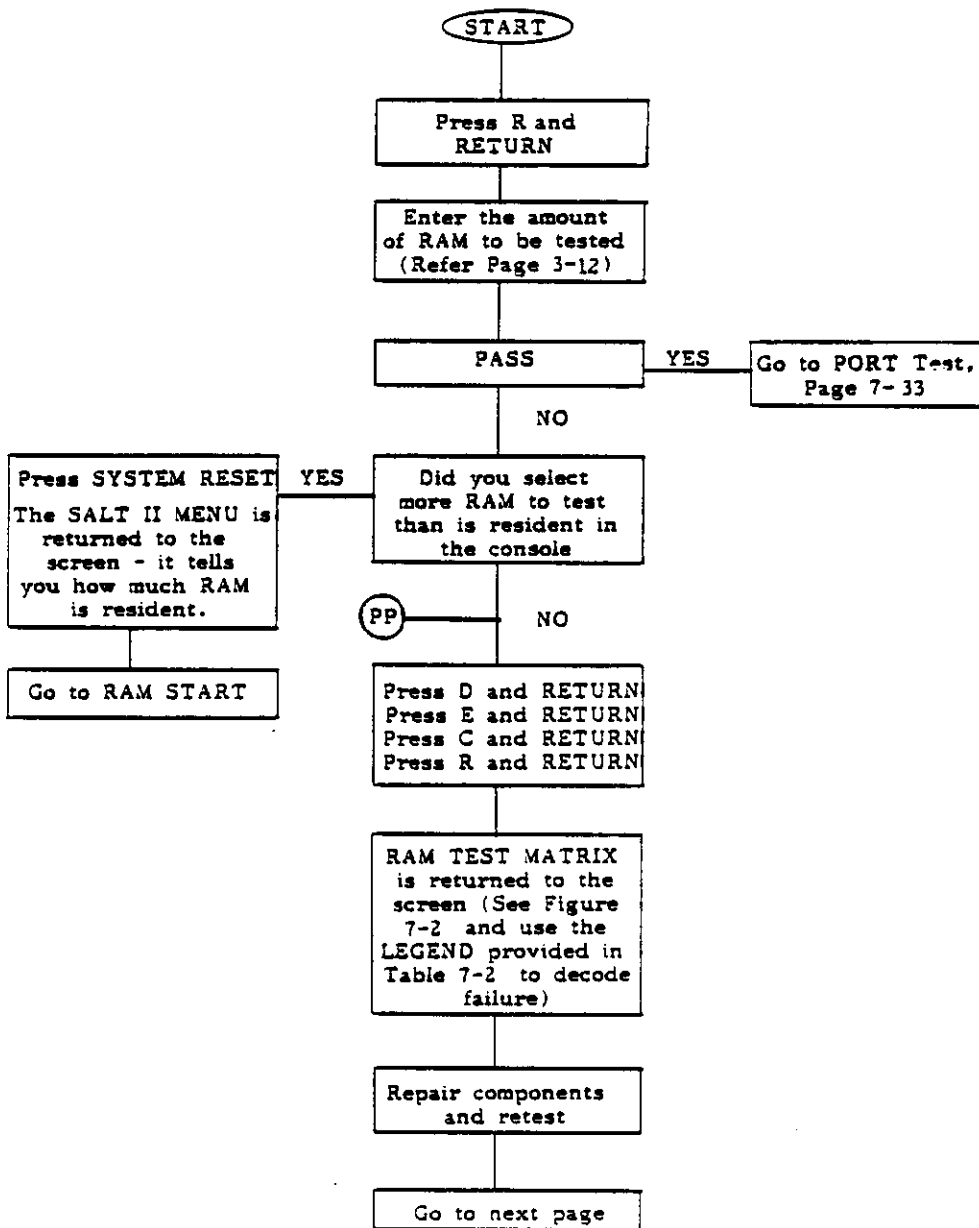 START
Press R and
RETURN
Enter the amount
of RAM to be tested
(Refer Page 3-12)
PASS
YES
Go to PORT Test,
Page 7-33
NO
Did you select
more RAM to test
than is resident in
the console
YES
Press SYSTEM RESET
The SALT II MENU is
returned to the
screen - it tells
you how much RAM
is resident.
Go to RAM START
PP
NO
Press D and RETURN
Press E and RETURN
Press C and RETURN
Press R and RETURN
RAM TEST MATRIX
is returned to the
screen (See Figure
7-2 and use the
LEGEND provided in
Table 7-2 to decode
failure)
Repair components
and retest
Go to next page